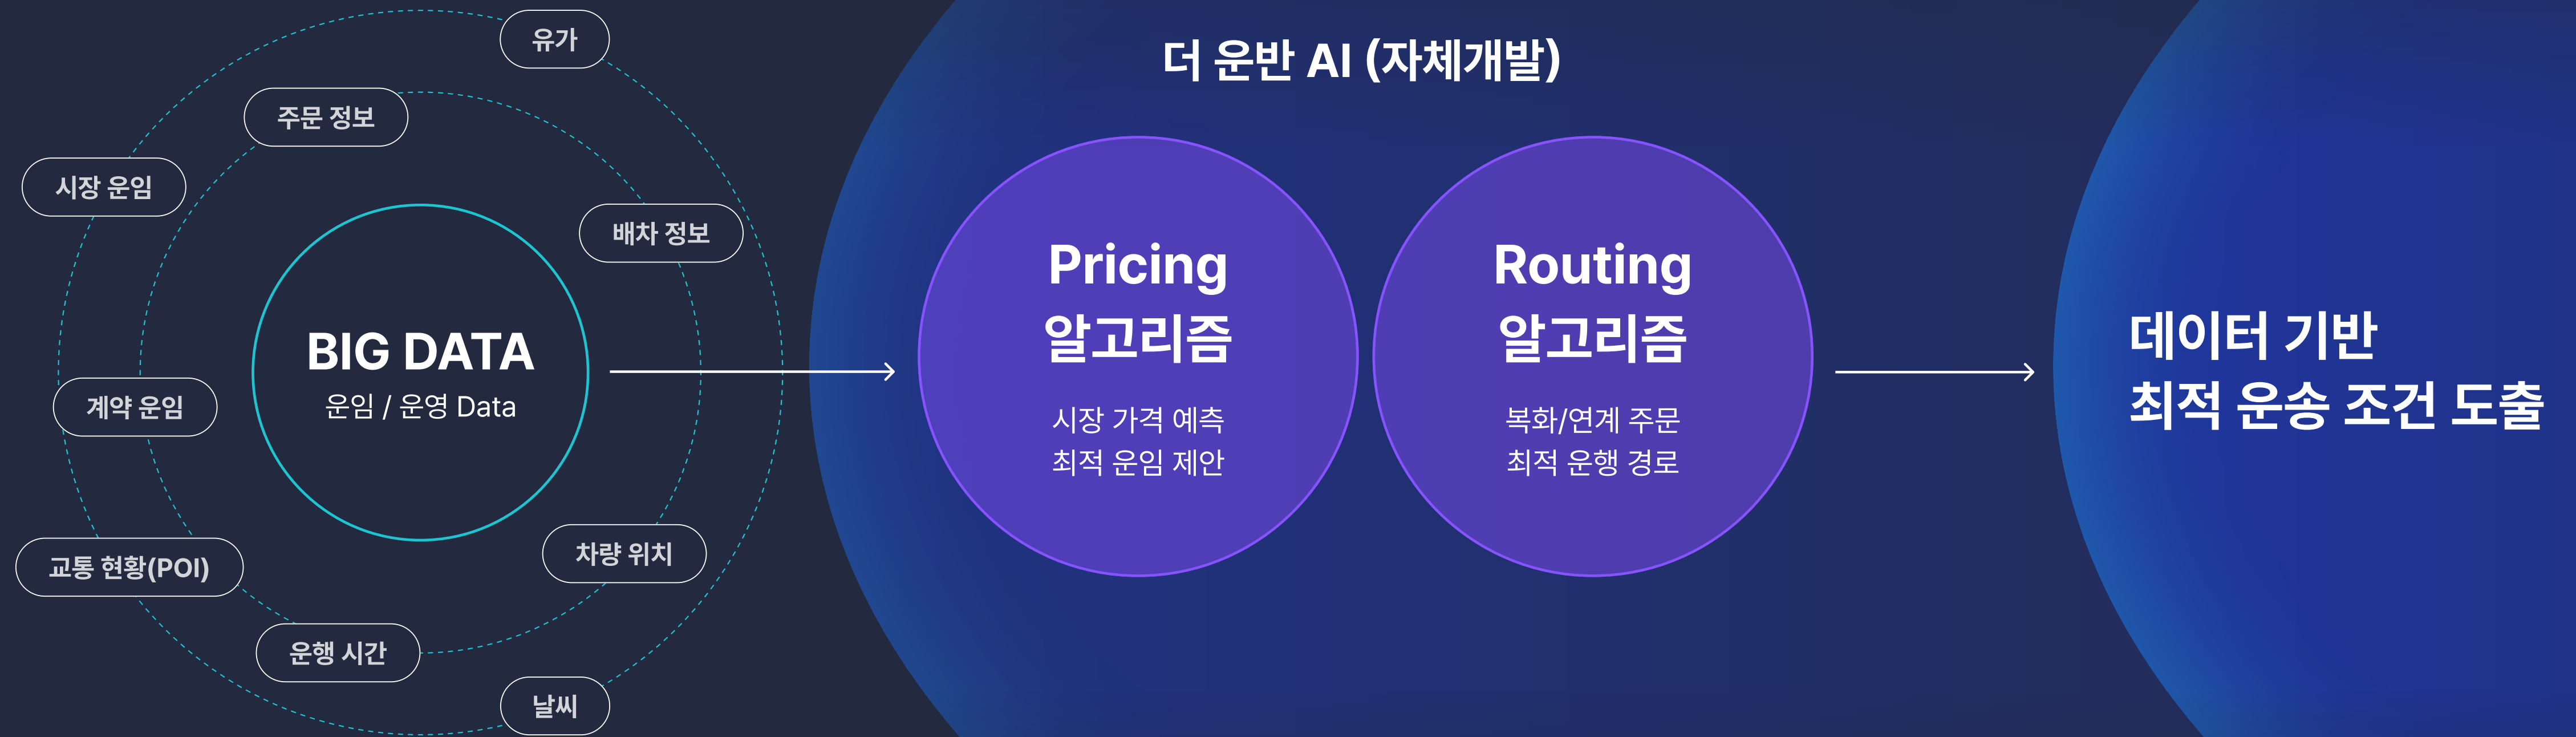 유가
주문 정보
시장 운임
배차 정보
BIG DATA
운임 / 운영 Data
계약 운임
차량 위치
교통 현황(POI)
운행 시간
날씨
더 운반 AI (자체개발)
Pricing
알고리즘
시장 가격 예측
최적 운임 제안
Routing
알고리즘
복화/연계 주문
최적 운행 경로
데이터 기반
최적 운송 조건 도출